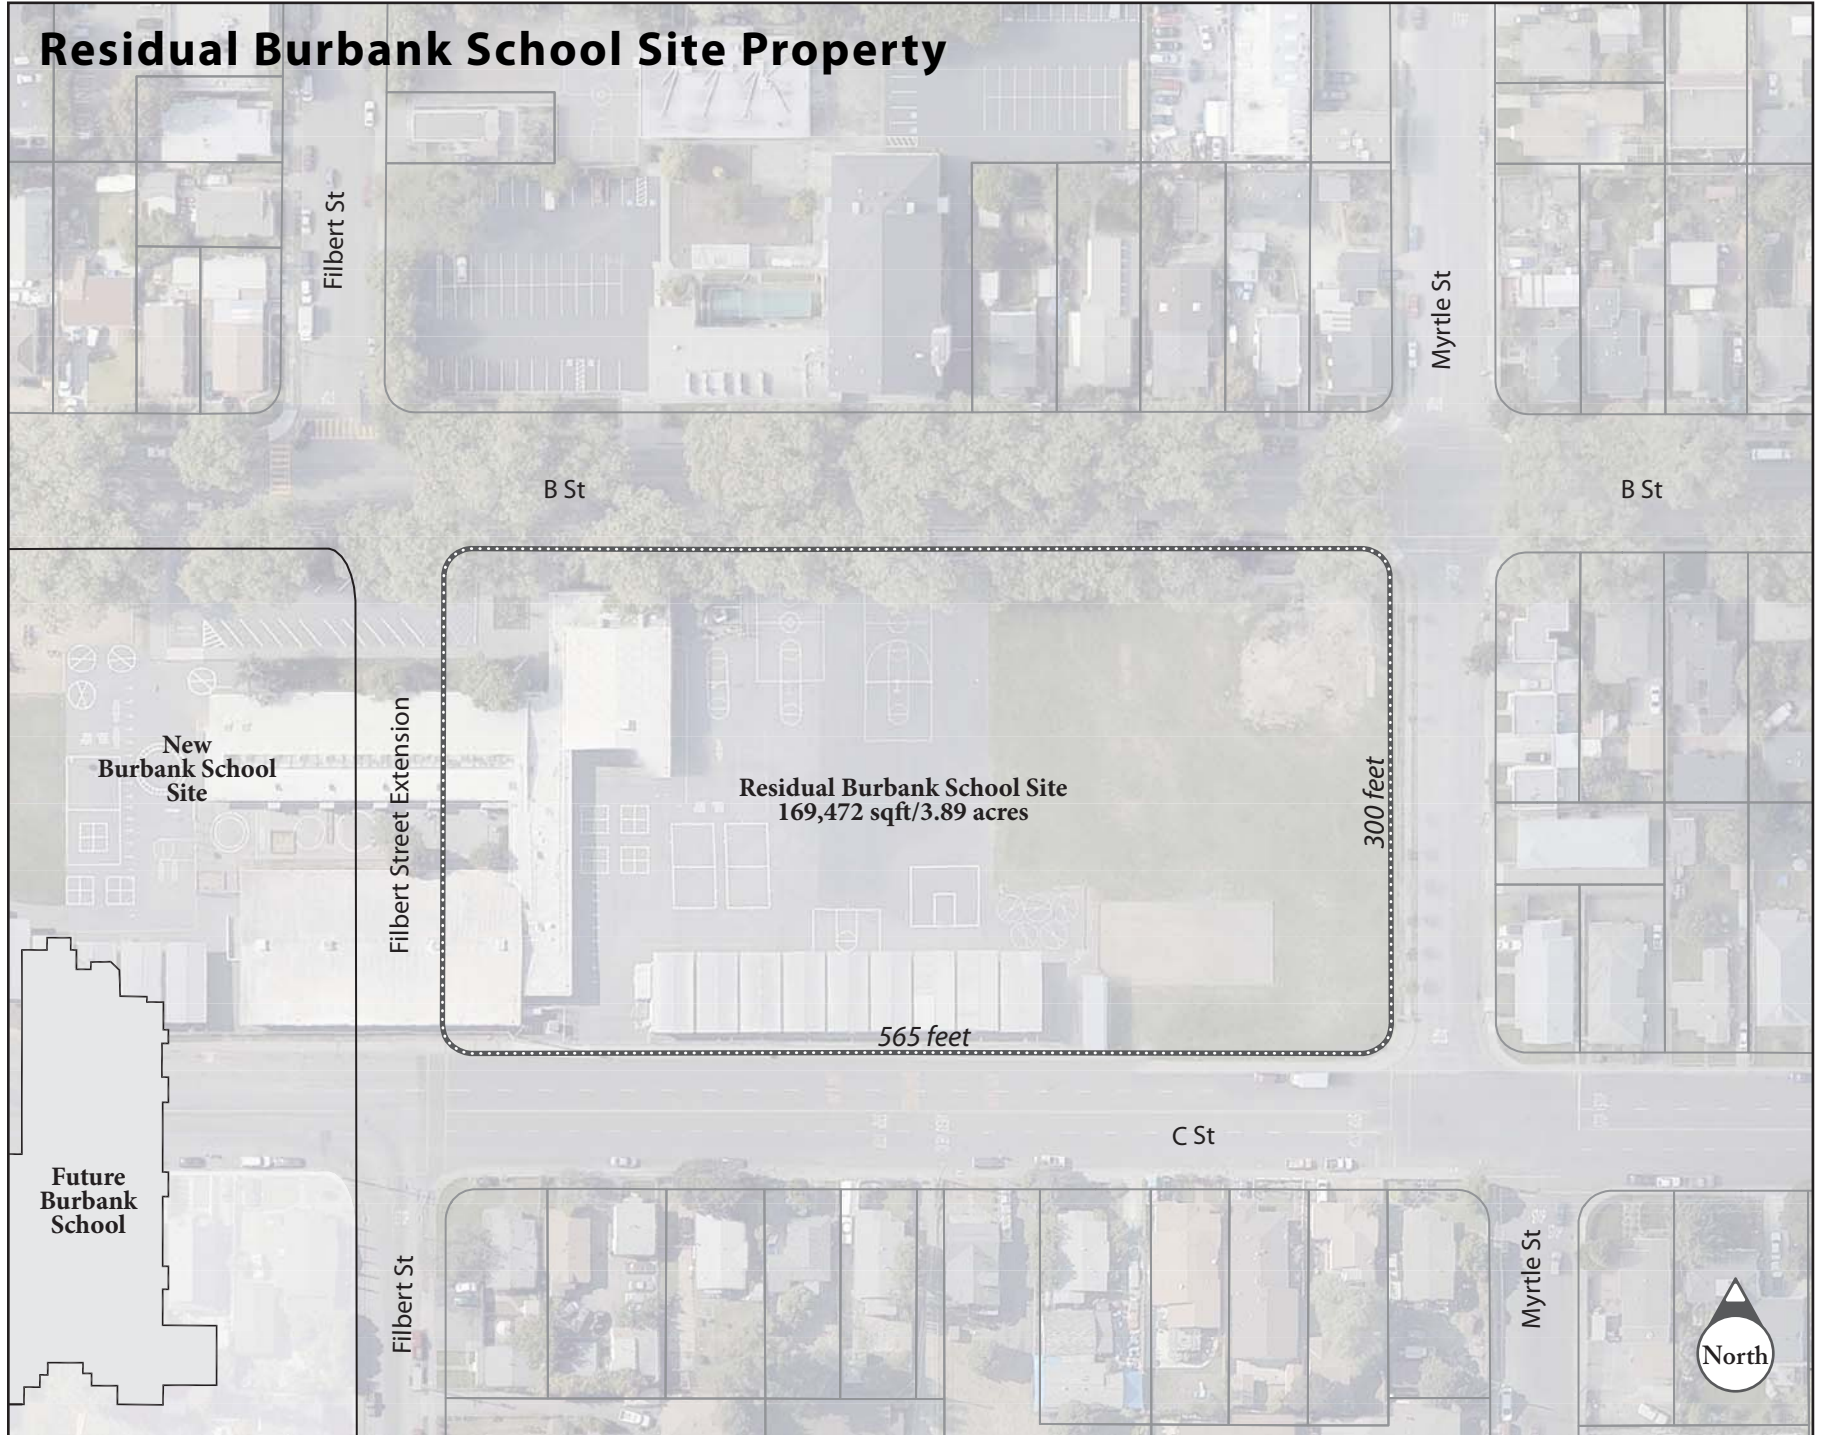 Residual Burbank School Site Property
Filbert St
Myrtle St
B St
B St
New
Burbank School
Site
Filbert Street Extension
Residual Burbank School Site
169,472 sqft/3.89 acres
300 feet
565 feet
C St
Future
Burbank
School
Filbert St
Myrtle St
North